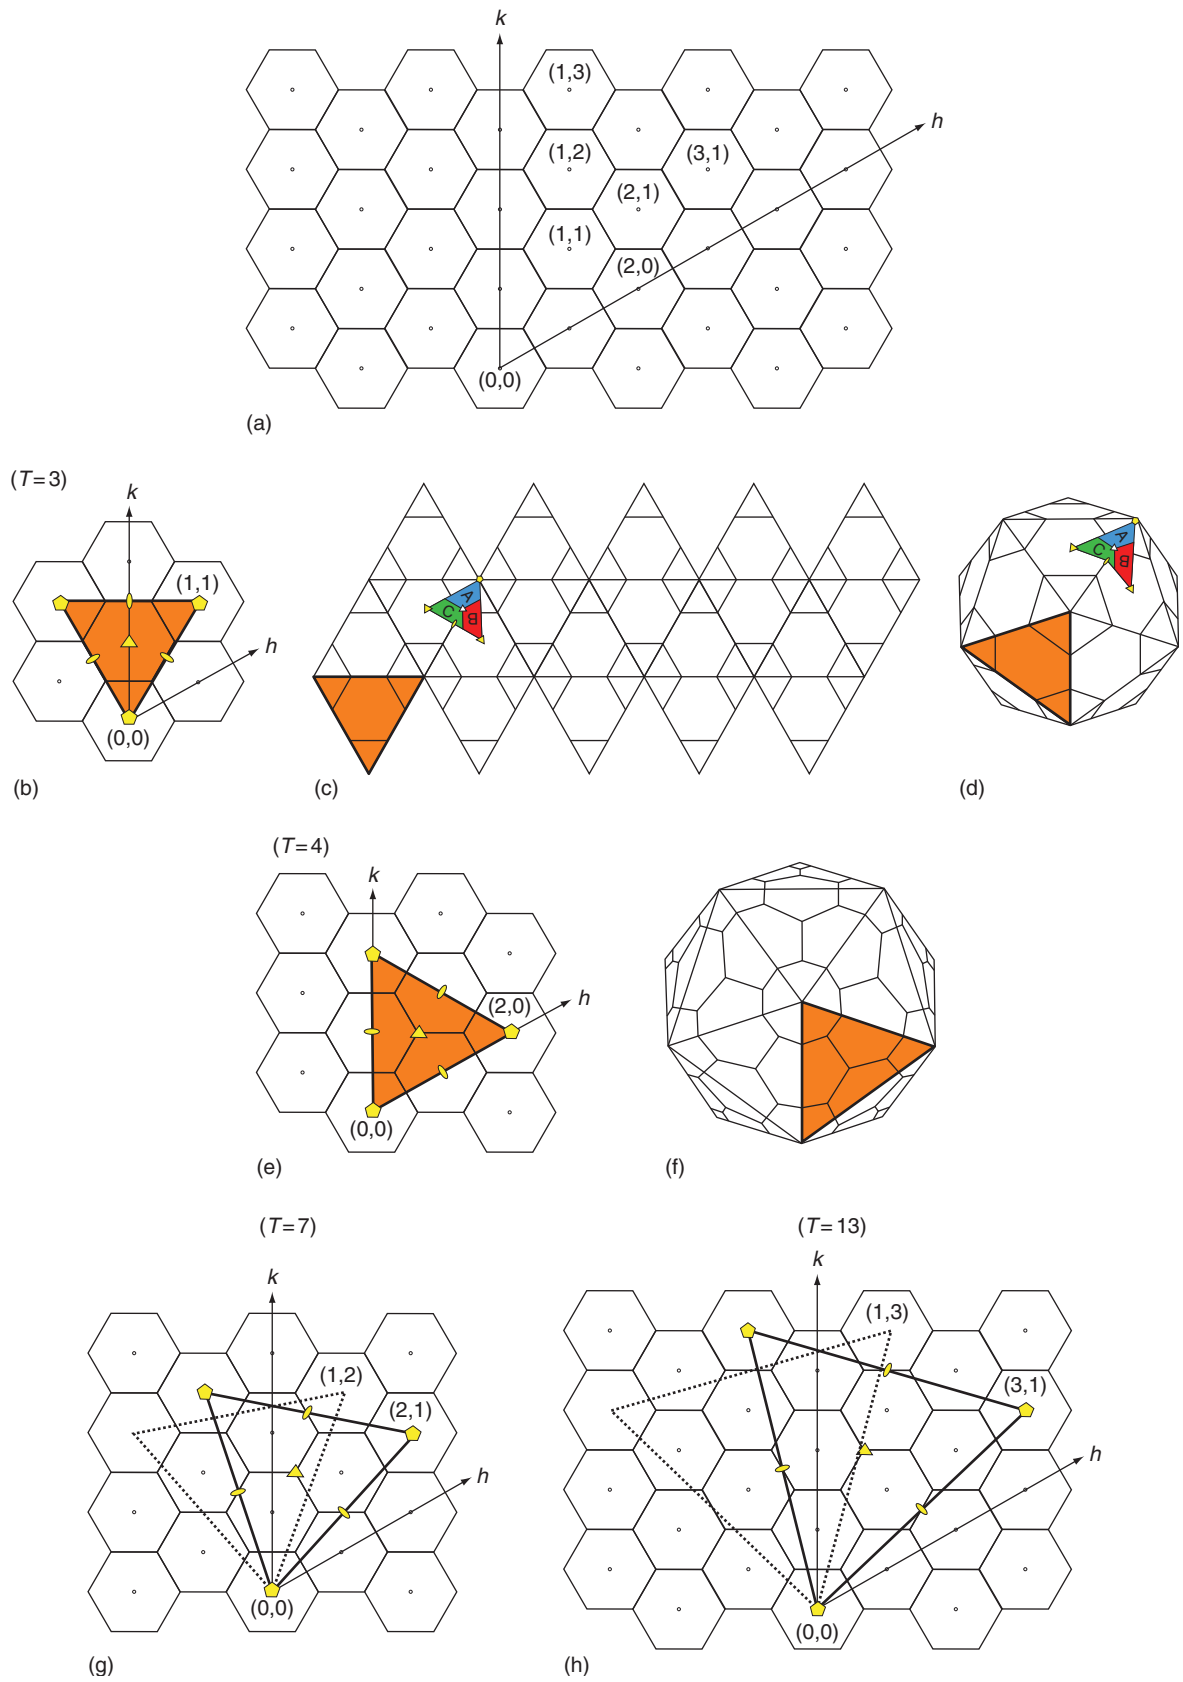 k
(1,3)
h
(1,2)
(3,1)
(2,1)
(1,1)
(2,0)
(0,0)
(a)
(T=3)
k
(1,1)
h
(0,0)
A
C
B
A
C
B
(b)
(c)
(d)
(T=4)
k
(2,0)
h
(0,0)
(e)
(f)
(T=7)
(T=13)
k
(1,2)
(2,1)
h
(0,0)
(g)
k
(1,3)
(3,1)
h
(0,0)
(h)